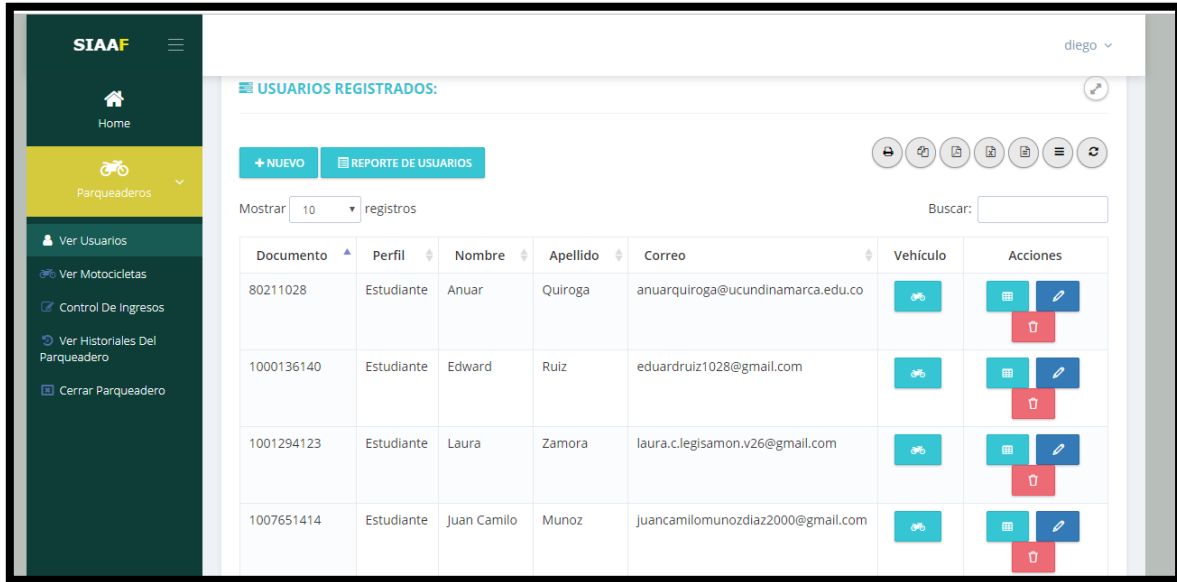 SIAAF
diego
Home
Parqueaderos
Ver Usuarios
Ver Motocicletas
Control De Ingresos
Ver Historiales Del
Parqueadero
Cerrar Parqueadero
USUARIOS REGISTRADOS:
+ NUEVO
REPORTE DE USUARIOS
Mostrar 10 registros
Buscar:
Documento Perfil Nombre Apellido Correo Vehículo Acciones
80211028 Estudiante Anuar Quiroga anuarquiroga@ucundinamarca.edu.co
1000136140 Estudiante Edward Ruiz eduardruiz1028@gmail.com
1001294123 Estudiante Laura Zamora laura.c.legisamon.v26@gmail.com
1007651414 Estudiante Juan Camilo Munoz juancamilomunozdiaz2000@gmail.com